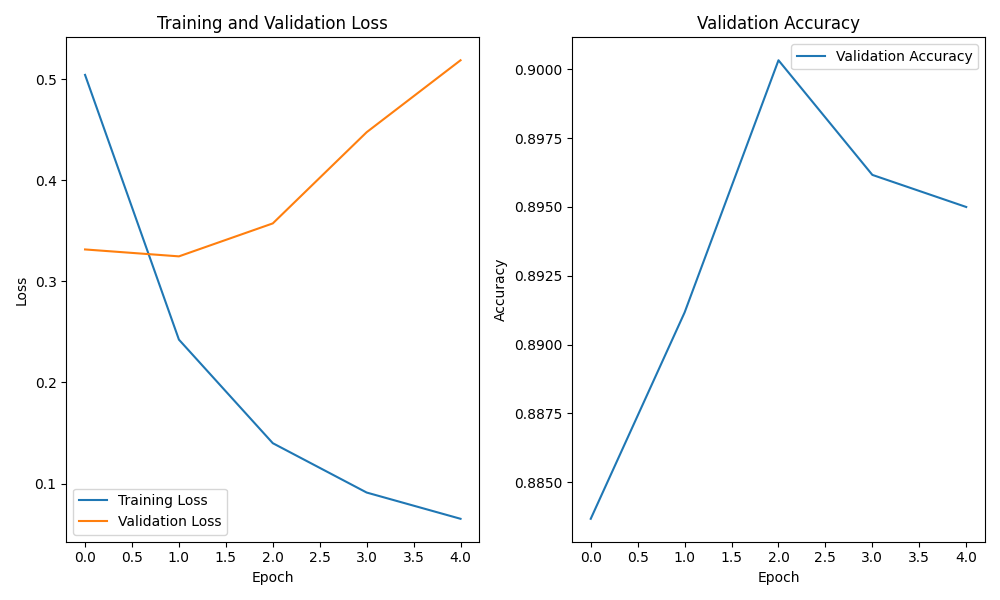 Training and Validation Loss
0.5
0.4
0.3
0.2
0.1
Loss
Training Loss
Validation Loss
0.0 0.5 1.0 1.5 2.0 2.5 3.0 3.5 4.0
Epoch
Validation Accuracy
Validation Accuracy
0.9000
0.8975
0.8950
0.8925
0.8900
0.8875
0.8850
Accuracy
0.0 0.5 1.0 1.5 2.0 2.5 3.0 3.5 4.0
Epoch